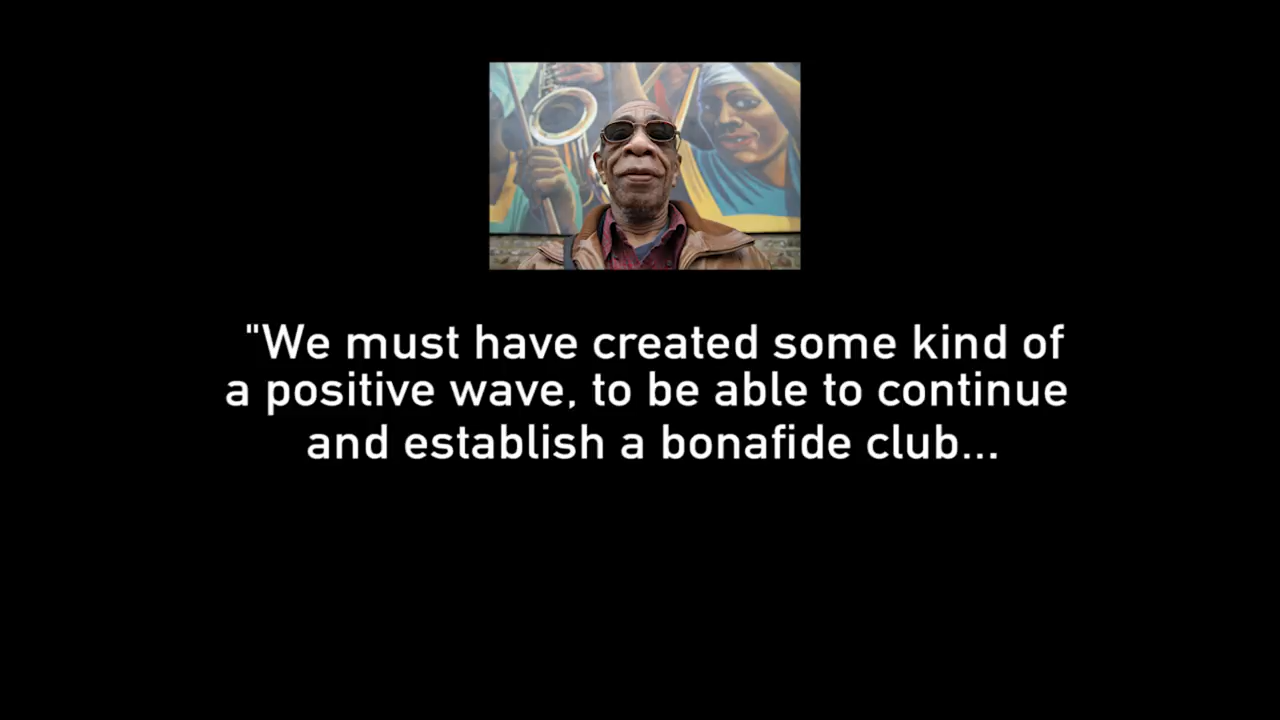 "We must have created some kind of
a positive wave, to be able to continue
and establish a bonafide club...